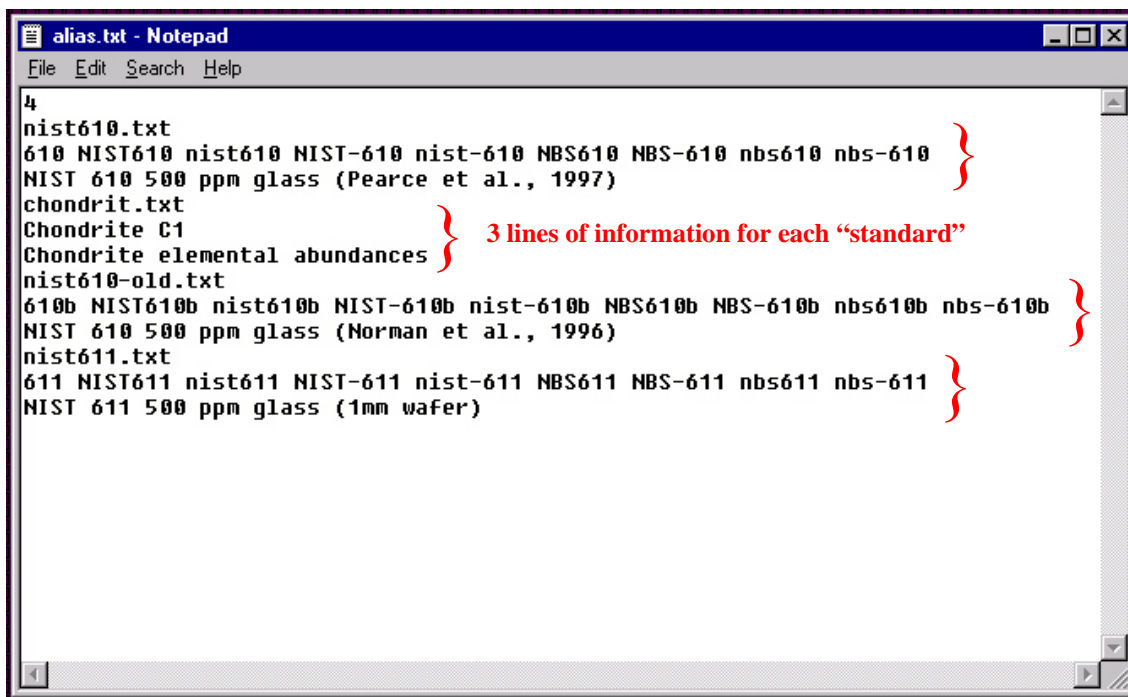 alias.txt - Notepad
File Edit Search Help
4
nist610.txt
610 NIST610 nist610 NIST-610 nist-610 NBS610 NBS-610 nbs610 nbs-610
NIST 610 500 ppm glass (Pearce et al., 1997)
chondrit.txt
Chondrite C1
Chondrite elemental abundances
3 lines of information for each “standard”
nist610-old.txt
610b NIST610b nist610b NIST-610b nist-610b NBS610b NBS-610b nbs610b nbs-610b
NIST 610 500 ppm glass (Norman et al., 1996)
nist611.txt
611 NIST611 nist611 NIST-611 nist-611 NBS611 NBS-611 nbs611 nbs-611
NIST 611 500 ppm glass (1mm wafer)